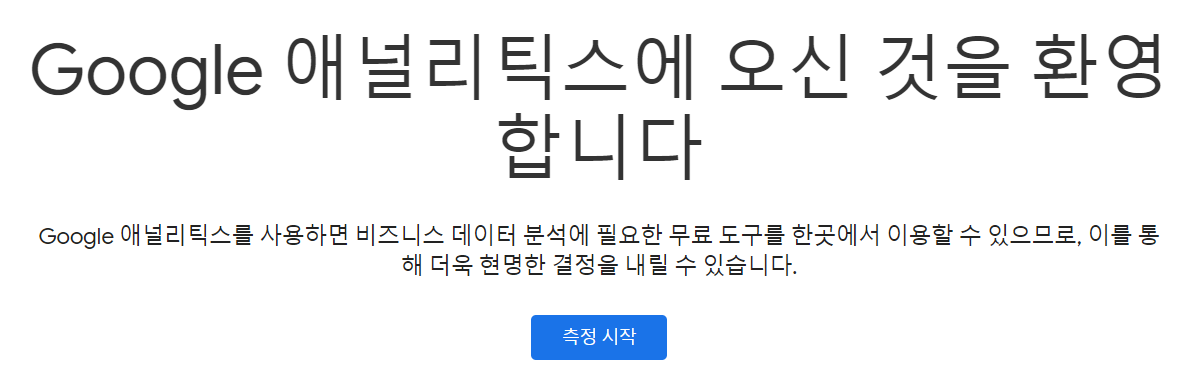 Google 애널리틱스에 오신 것을 환영
합니다
Google 애널리틱스를 사용하면 비즈니스 데이터 분석에 필요한 무료 도구를 한곳에서 이용할 수 있으므로, 이를 통
해 더욱 현명한 결정을 내릴 수 있습니다.
측정 시작